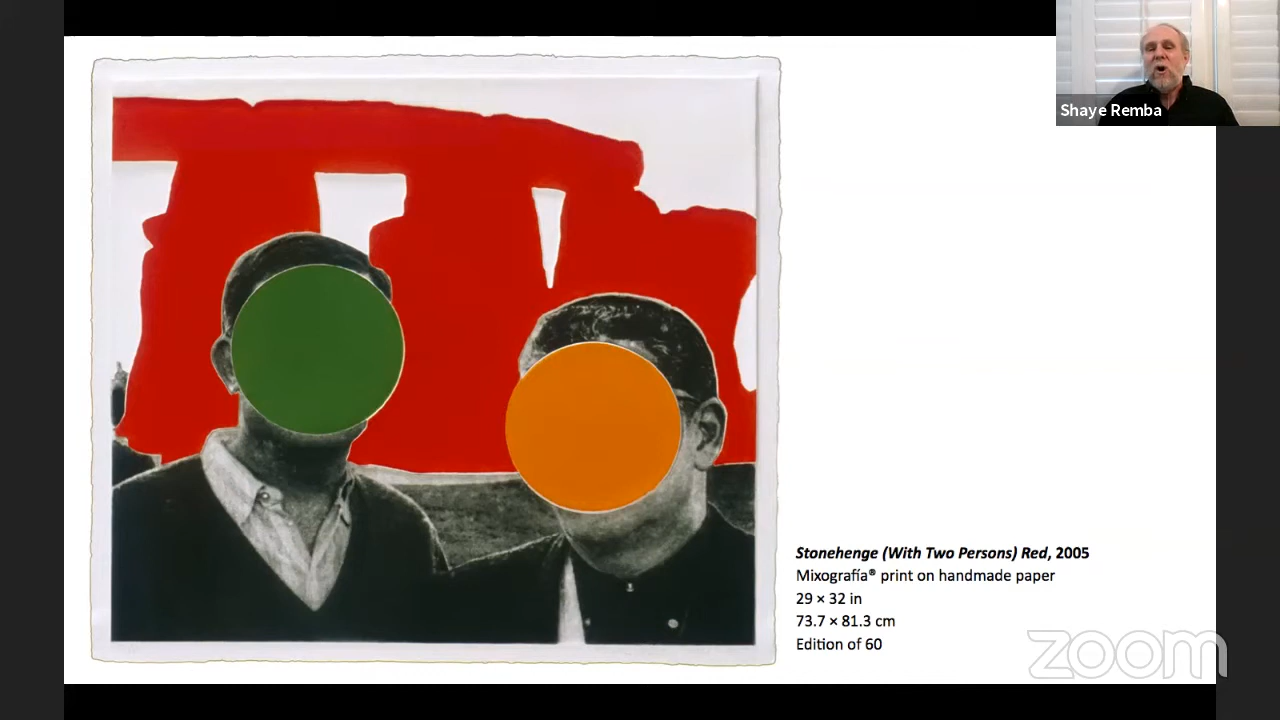 Shaye Remba
Stonehenge (With Two Persons) Red, 2005
Mixografía® print on handmade paper
29 × 32 in
73.7 × 81.3 cm
Edition of 60
zoom